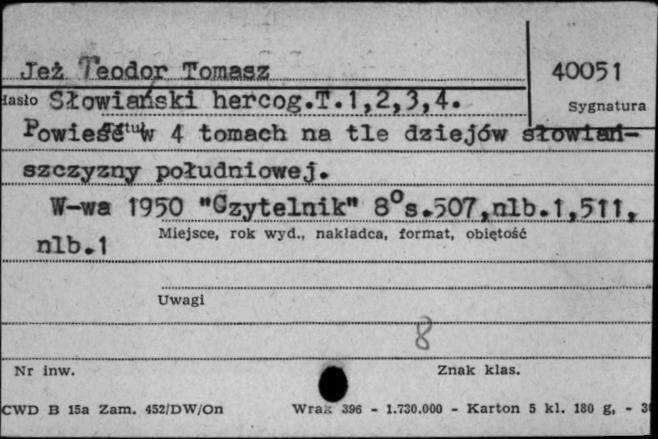 Jeż Teodor Tomasz
40051
Hasło Słowiański hercog.T.1,2,3,4.
Sygnatura
Powieść w 4 tomach na tle dziejów słowiań-
Tytuł
szczyzny południowej.
W-wa 1950 "Czytelnik" 8°s.507,nlb.1,511,
nlb.1
Miejsce, rok wyd., nakładca, format, objętość
Uwagi
8
Nr inw.
Znak klas.
CWD B 15a Zam. 452/DW/On
Wrak 396 - 1.730.000 - Karton 5 kl. 180 g, -